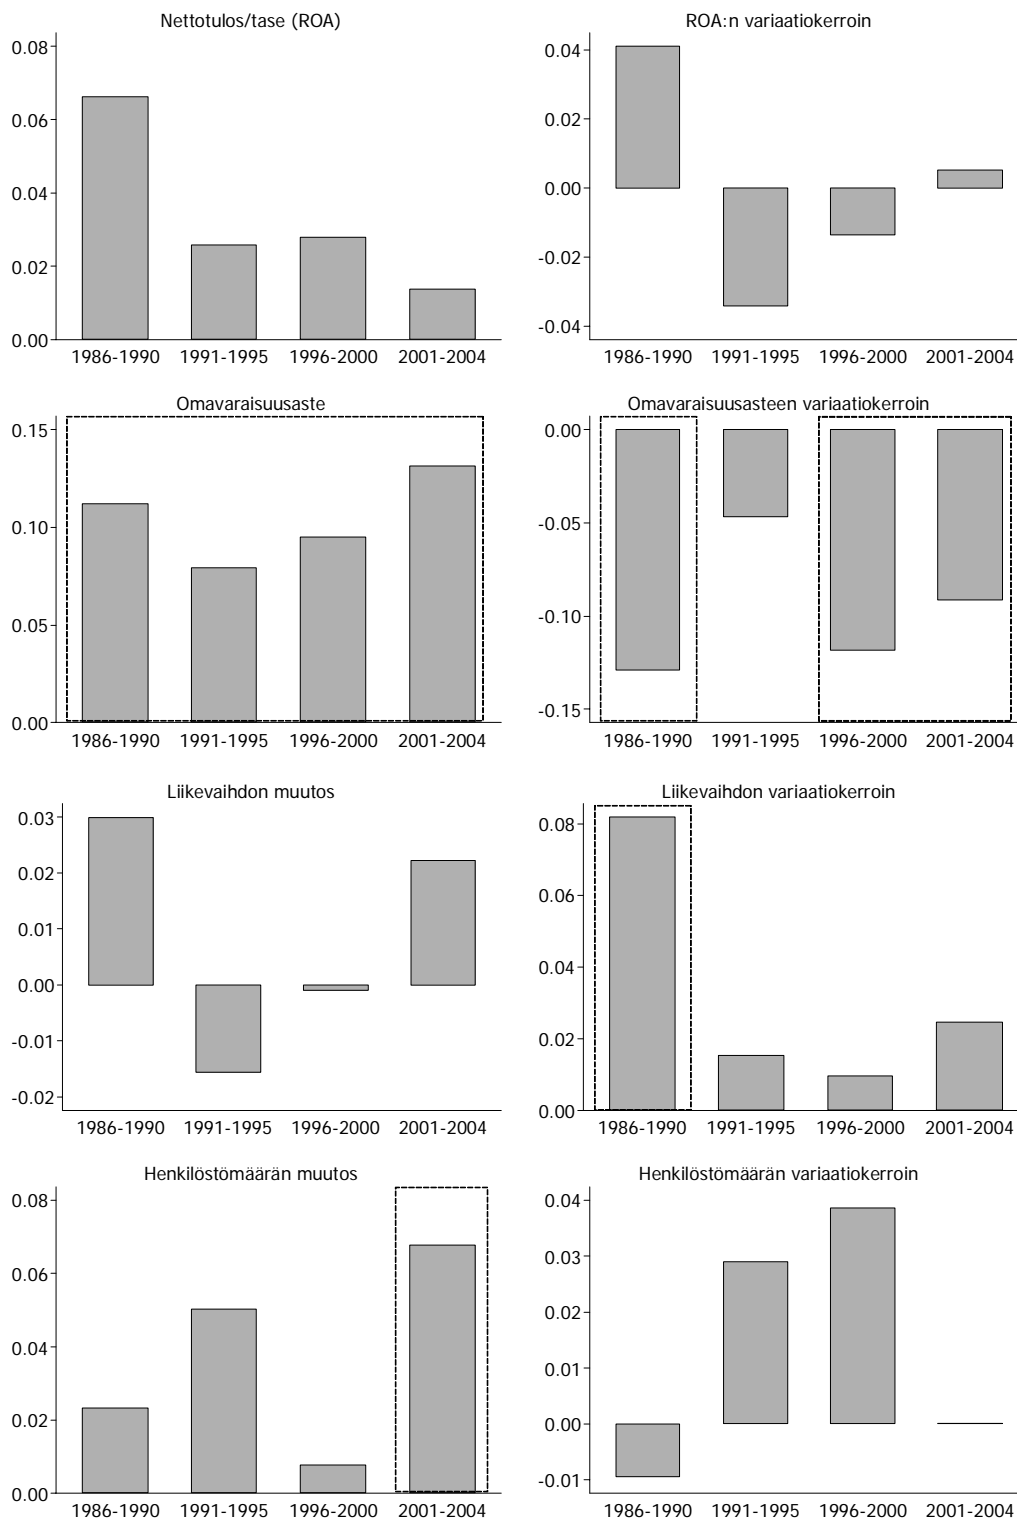 Nettotulos/tase (ROA)
0.08
0.06
0.04
0.02
0.00
1986-1990 1991-1995 1996-2000 2001-2004
ROA:n variaatiokerroin
0.04
0.02
0.00
-0.02
-0.04
1986-1990 1991-1995 1996-2000 2001-2004
Omavaraisuusaste
0.15
0.10
0.05
0.00
1986-1990 1991-1995 1996-2000 2001-2004
Omavaraisuusasteen variaatiokerroin
0.00
-0.05
-0.10
-0.15
1986-1990 1991-1995 1996-2000 2001-2004
Liikevaihdon muutos
0.03
0.02
0.01
0.00
-0.01
-0.02
1986-1990 1991-1995 1996-2000 2001-2004
Liikevaihdon variaatiokerroin
0.08
0.06
0.04
0.02
0.00
1986-1990 1991-1995 1996-2000 2001-2004
Henkilöstömäärän muutos
0.08
0.06
0.04
0.02
0.00
1986-1990 1991-1995 1996-2000 2001-2004
Henkilöstömäärän variaatiokerroin
0.04
0.03
0.02
0.01
0.00
-0.01
1986-1990 1991-1995 1996-2000 2001-2004